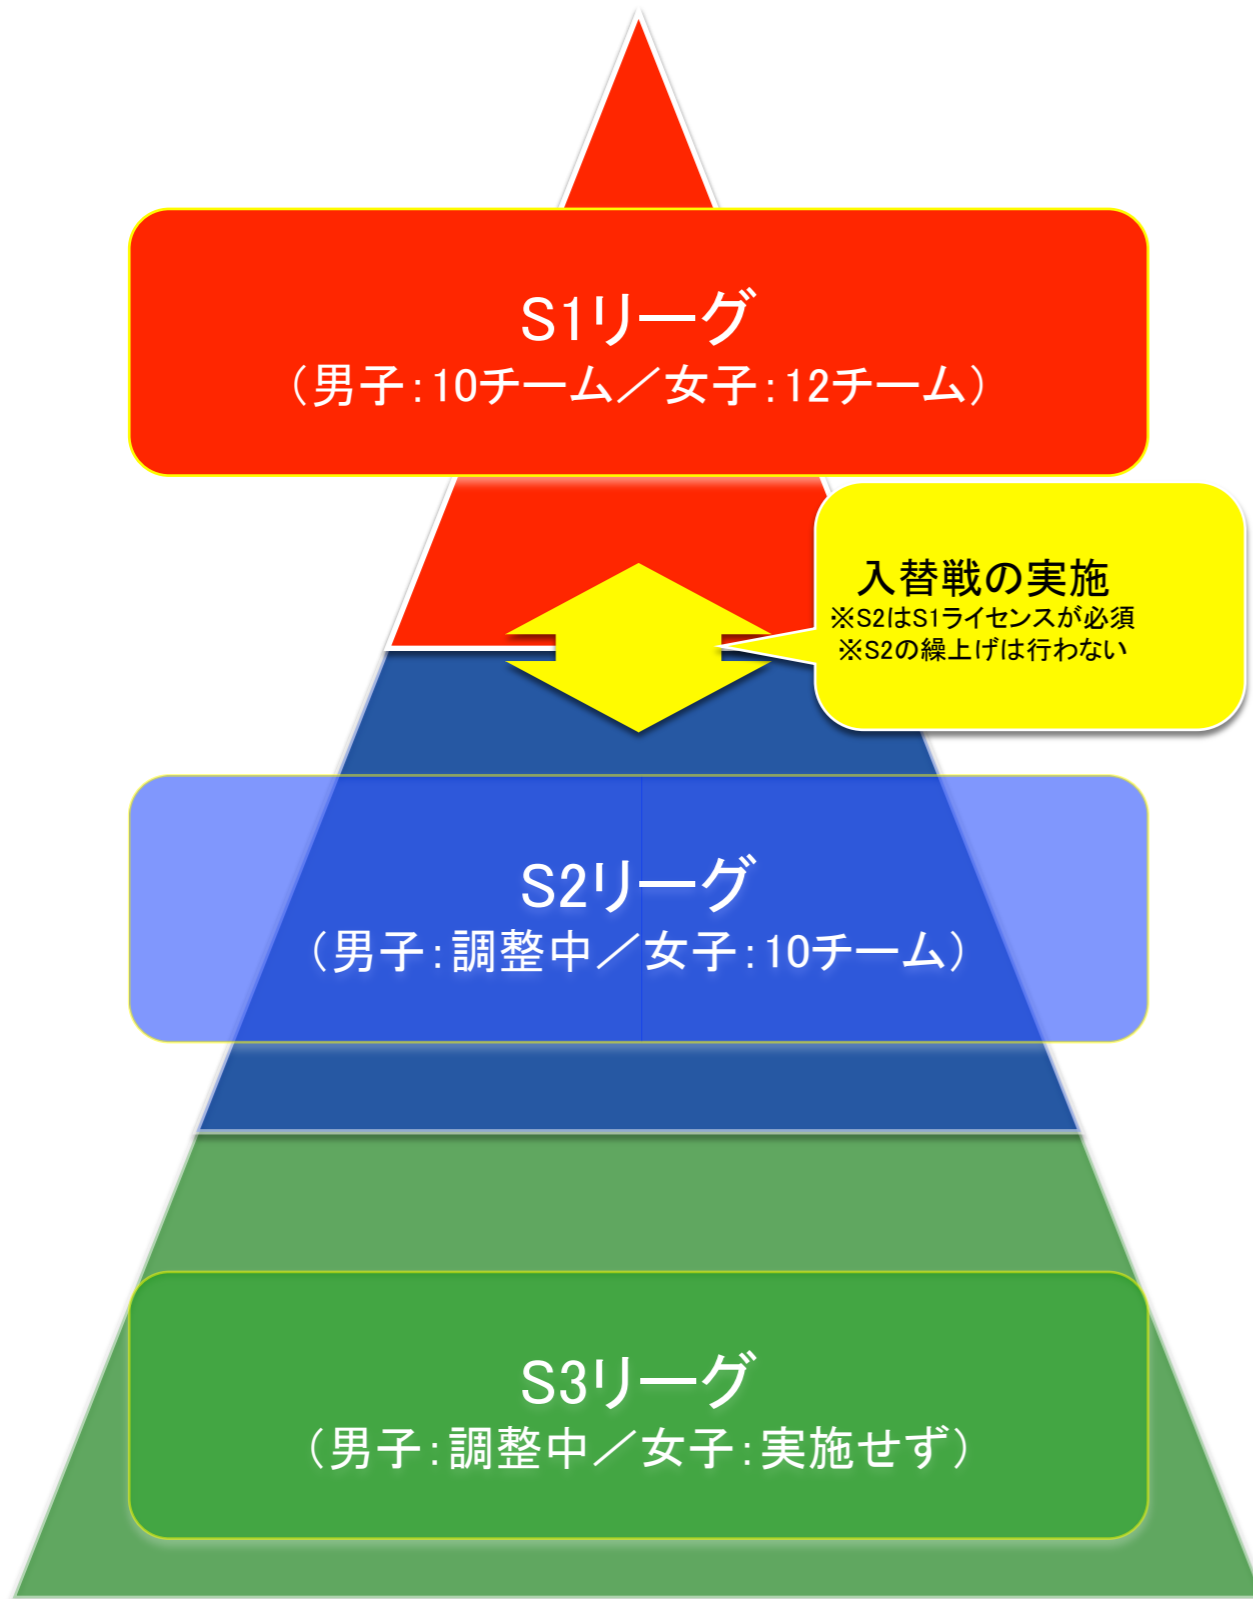 S1リーグ
（男子：10チーム／女子：12チーム）
入替戦の実施
※S2はS1ライセンスが必須
※S2の繰上げは行わない
S2リーグ
（男子：調整中／女子：10チーム）
S3リーグ
（男子：調整中／女子：実施せず）